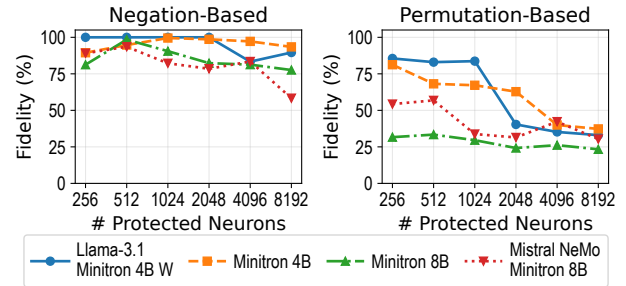 Negation-Based
Fidelity (%)
100
75
50
25
0
256 512 1024 2048 4096 8192
# Protected Neurons
Permutation-Based
Fidelity (%)
100
75
50
25
0
256 512 1024 2048 4096 8192
# Protected Neurons
Llama-3.1
Minitron 4B W
Minitron 4B
Minitron 8B
Mistral NeMo
Minitron 8B